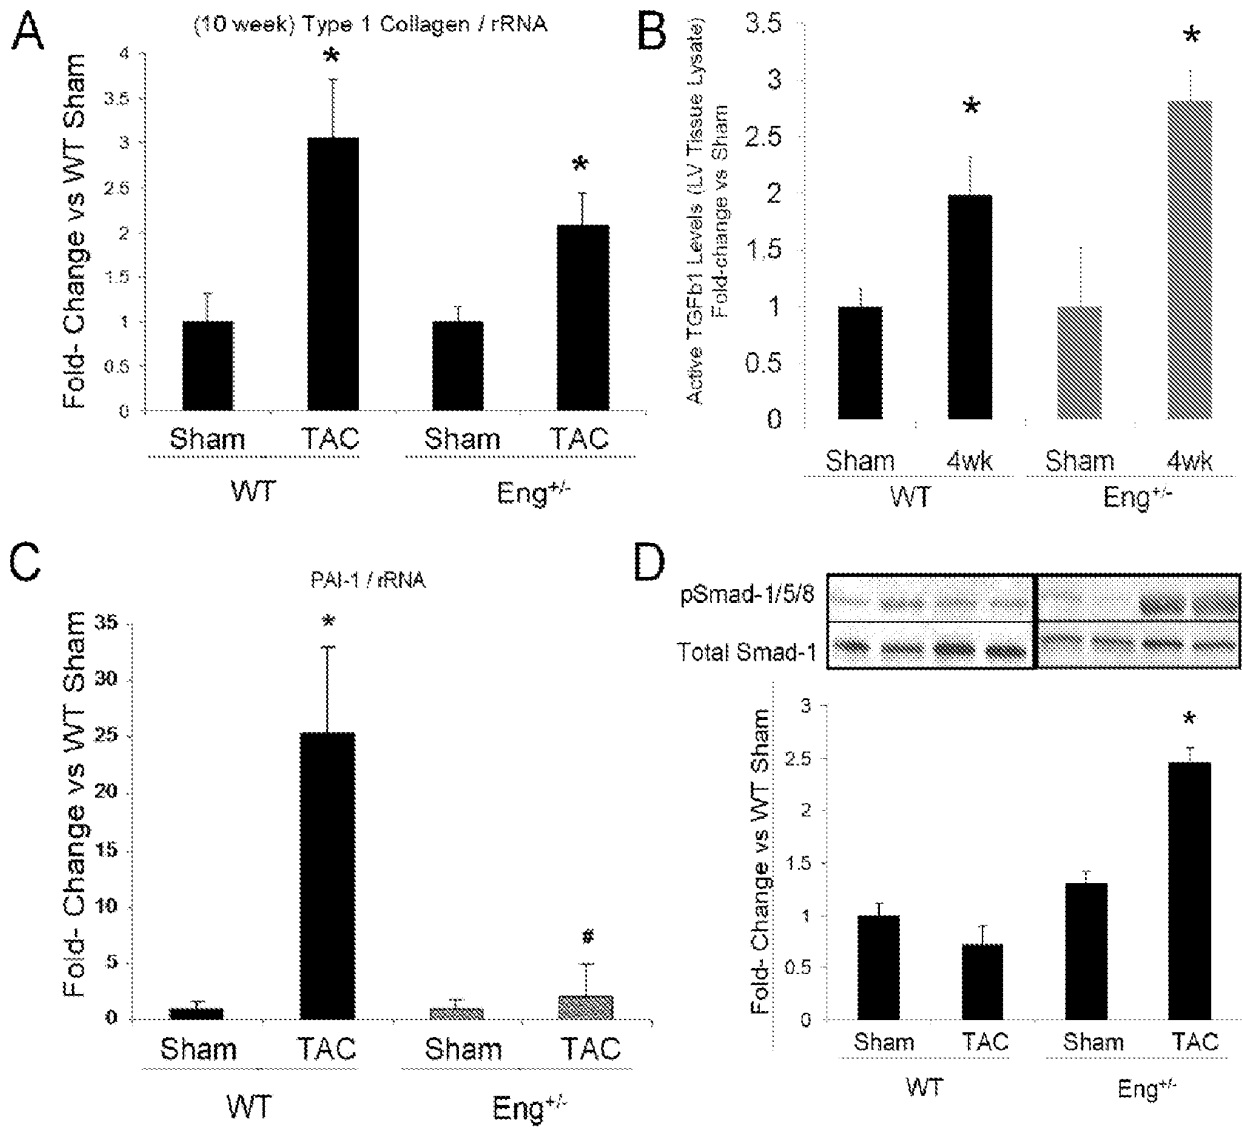 A
(10 week) Type 1 Collagen / rRNA
Fold- Change vs WT Sham
4
3.5
3
2.5
2
1.5
1
0.5
0
*
*
Sham TAC Sham TAC
WT Eng+/-
B
Active TGFb1 Levels (LV Tissue Lysate)
Fold-change vs Sham
3.5
3
2.5
2
1.5
1
0.5
0
*
*
Sham 4wk Sham 4wk
WT Eng+/-
C
PAI-1 / rRNA
Fold- Change vs WT Sham
35
30
25
20
15
10
5
0
*
#
Sham TAC Sham TAC
WT Eng+/-
D
pSmad-1/5/8
Total Smad-1
Fold- Change vs WT Sham
3
2.5
2
1.5
1
0.5
0
*
Sham TAC Sham TAC
WT Eng+/-